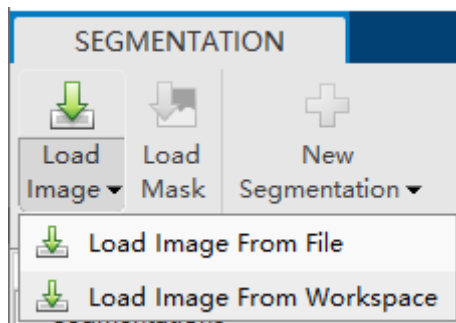 SEGMENTATION
Load Image
Load Mask
New Segmentation
Load Image From File
Load Image From Workspace